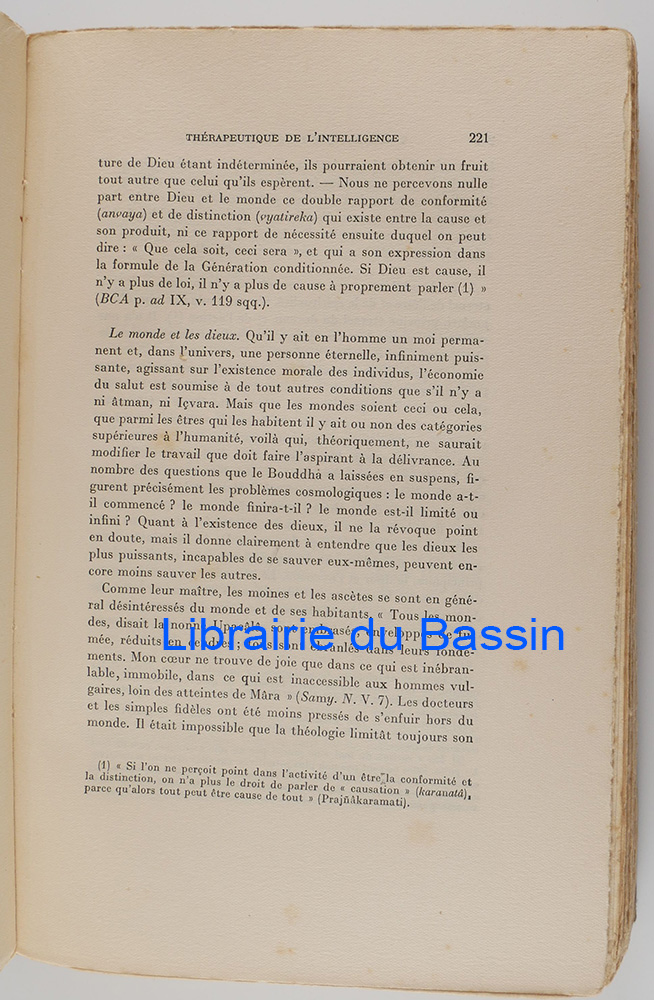 THÉRAPEUTIQUE DE L'INTELLIGENCE 221
ture de Dieu étant indéterminée, ils pourraient obtenir un fruit
tout autre que celui qu'ils espèrent. — Nous ne percevons nulle
part entre Dieu et le monde ce double rapport de conformité
(anvaya) et de distinction (vyatireka) qui existe entre la cause et
son produit, ni ce rapport de nécessité ensuite duquel on peut
dire : « Que cela soit, ceci sera », et qui a son expression dans
la formule de la Génération conditionnée. Si Dieu est cause, il
n'y a plus de loi, il n'y a plus de cause à proprement parler (1) »
(BCA p. ad IX, v. 119 sqq.).
Le monde et les dieux. Qu'il y ait en l'homme un moi perma-
nent et, dans l'univers, une personne éternelle, infiniment puis-
sante, agissant sur l'existence morale des individus, l'économie
du salut est soumise à de tout autres conditions que s'il n'y a
ni âtman, ni Içvara. Mais que les mondes soient ceci ou cela,
que parmi les êtres qui les habitent il y ait ou non des catégories
supérieures à l'humanité, voilà qui, théoriquement, ne saurait
modifier le travail que doit faire l'aspirant à la délivrance. Au
nombre des questions que le Bouddha a laissées en suspens, fi-
gurent précisément les problèmes cosmologiques : le monde a-t-
il commencé ? le monde finira-t-il ? le monde est-il limité ou
infini ? Quant à l'existence des dieux, il ne la révoque point
en doute, mais il donne clairement à entendre que les dieux les
plus puissants, incapables de se sauver eux-mêmes, peuvent en-
core moins sauver les autres.
Comme leur maître, les moines et les ascètes se sont en géné-
ral désintéressés du monde et de ses habitants. « Tous les mon-
des, disait la nonne Upacâlâ, sont embrasés, enveloppés de fu-
mée, réduits en cendres ; tous sont ébranlés dans leurs fonde-
Librairie du Bassin
ments. Mon cœur ne trouve de joie que dans ce qui est inébran-
lable, immobile, dans ce qui est inaccessible aux hommes vul-
gaires, loin des atteintes de Mâra » (Samy. N. V. 7). Les docteurs
et les simples fidèles ont été moins pressés de s'enfuir hors du
monde. Il était impossible que la théologie limitât toujours son
(1) « Si l'on ne perçoit point dans l'activité d'un être la conformité et
la distinction, on n'a plus le droit de parler de « causation » (karanatâ),
parce qu'alors tout peut être cause de tout » (Prajñâkaramati).